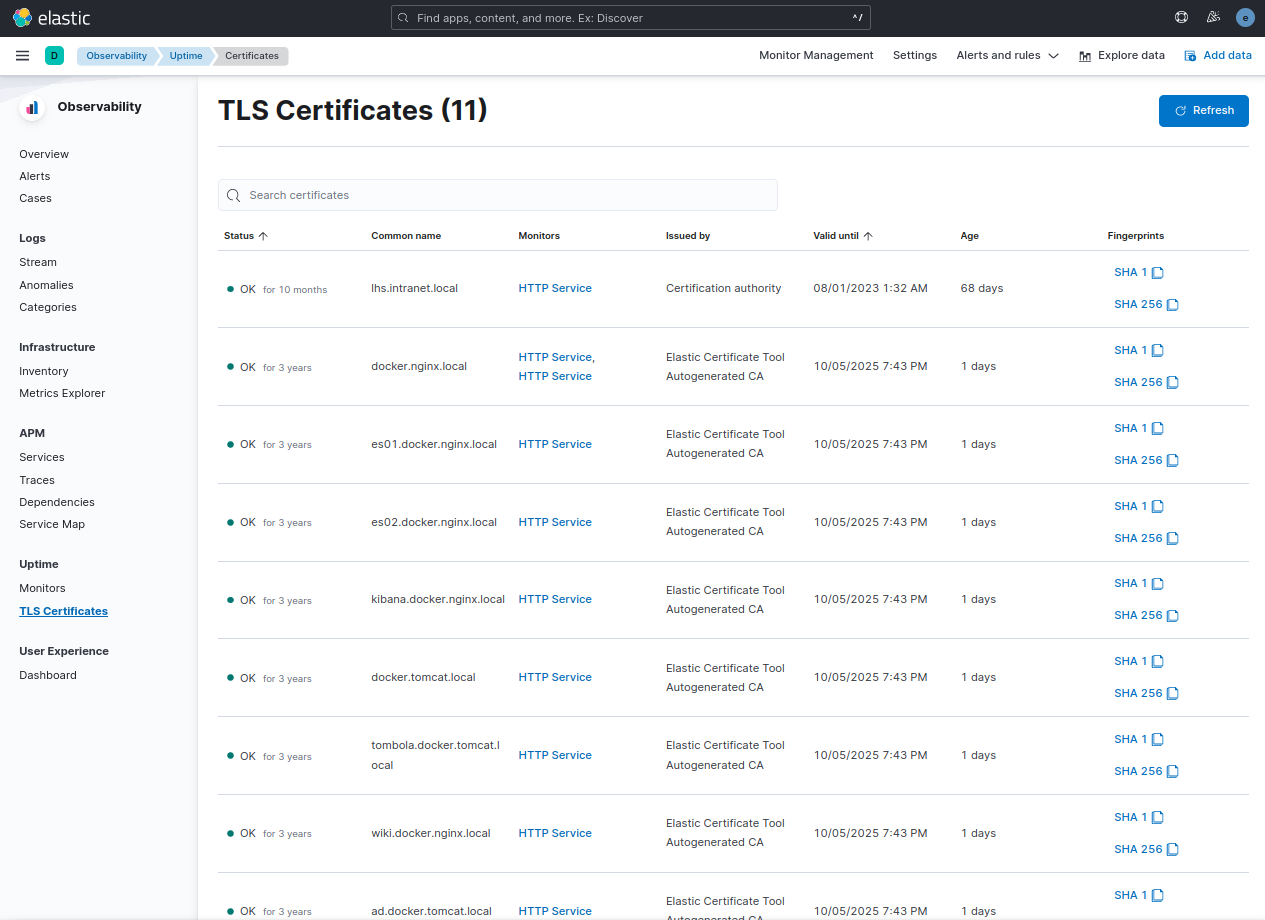 elastic
Find apps, content, and more. Ex: Discover
^/
e
D
Observability
Uptime
Certificates
Monitor Management
Settings
Alerts and rules
Explore data
Add data
Observability
Overview
Alerts
Cases
Logs
Stream
Anomalies
Categories
Infrastructure
Inventory
Metrics Explorer
APM
Services
Traces
Dependencies
Service Map
Uptime
Monitors
TLS Certificates
User Experience
Dashboard
TLS Certificates (11)
Refresh
Search certificates
Status Common name Monitors Issued by Valid until Age Fingerprints
OK for 10 months lhs.intranet.local HTTP Service Certification authority 08/01/2023 1:32 AM 68 days SHA 1
SHA 256
OK for 3 years docker.nginx.local HTTP Service, HTTP Service Elastic Certificate Tool Autogenerated CA 10/05/2025 7:43 PM 1 days SHA 1
SHA 256
OK for 3 years es01.docker.nginx.local HTTP Service Elastic Certificate Tool Autogenerated CA 10/05/2025 7:43 PM 1 days SHA 1
SHA 256
OK for 3 years es02.docker.nginx.local HTTP Service Elastic Certificate Tool Autogenerated CA 10/05/2025 7:43 PM 1 days SHA 1
SHA 256
OK for 3 years kibana.docker.nginx.local HTTP Service Elastic Certificate Tool Autogenerated CA 10/05/2025 7:43 PM 1 days SHA 1
SHA 256
OK for 3 years docker.tomcat.local HTTP Service Elastic Certificate Tool Autogenerated CA 10/05/2025 7:43 PM 1 days SHA 1
SHA 256
OK for 3 years tombola.docker.tomcat.local HTTP Service Elastic Certificate Tool Autogenerated CA 10/05/2025 7:43 PM 1 days SHA 1
SHA 256
OK for 3 years wiki.docker.nginx.local HTTP Service Elastic Certificate Tool Autogenerated CA 10/05/2025 7:43 PM 1 days SHA 1
SHA 256
OK for 3 years ad.docker.tomcat.local HTTP Service Elastic Certificate Tool Autogenerated CA 10/05/2025 7:43 PM 1 days SHA 1